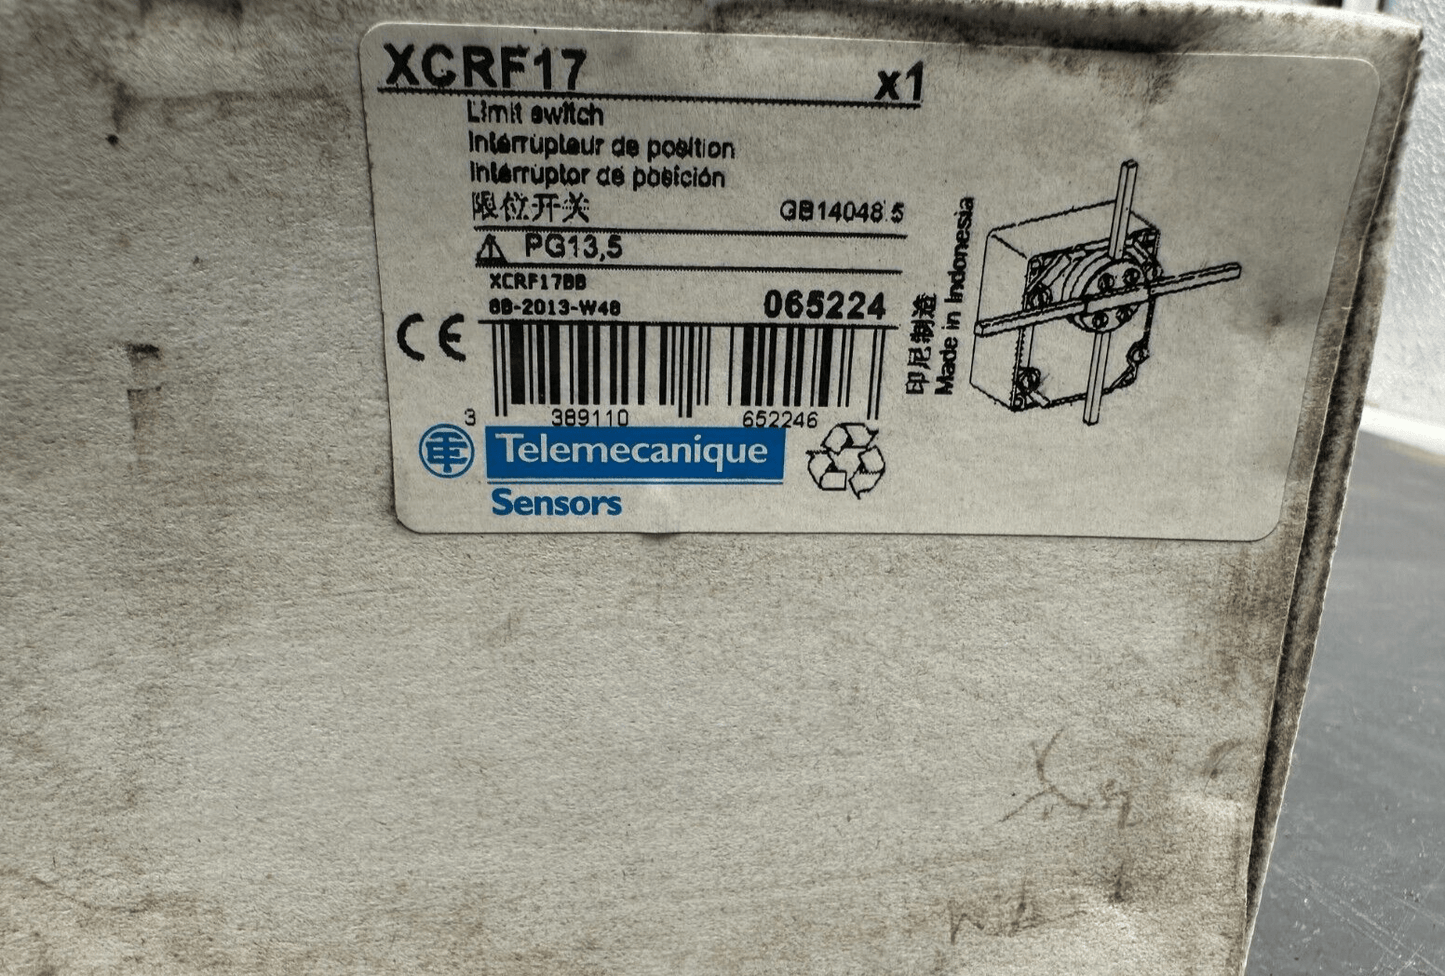 XCRF17 x1
Limit switch
Interrupteur de position
Interruptor de posición
限位开关 GB14048.5
PG13,5
XCRF17BB
8B-2013-W48 065224
CE
3 389110 652246
Telemecanique
Sensors
印尼制造
Made in Indonesia